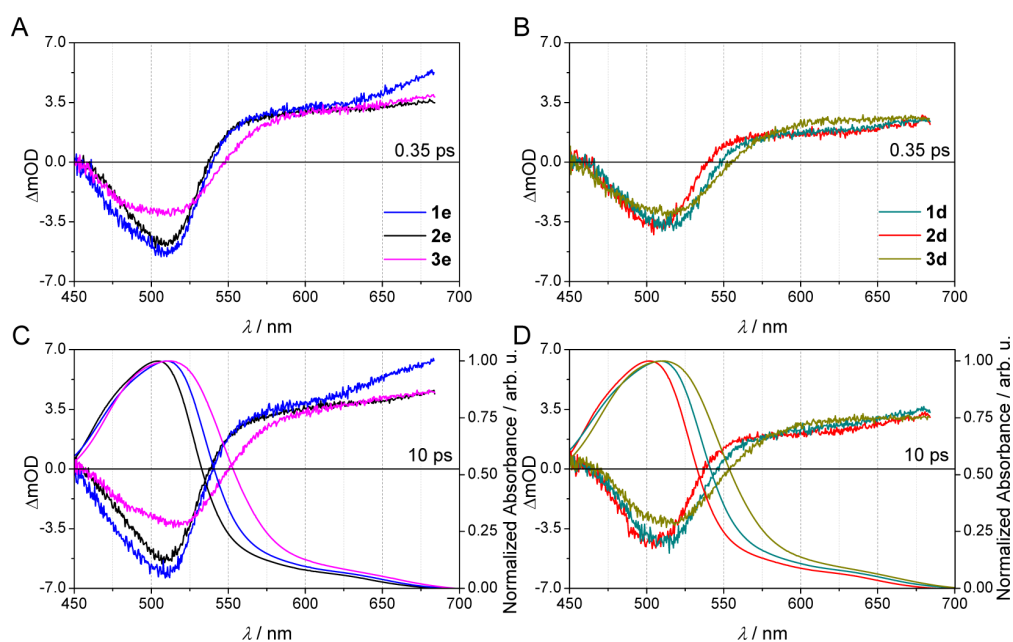 A
7.0
3.5
0.0
-3.5
-7.0
ΔmOD
0.35 ps
1e
2e
3e
450 500 550 600 650 700
λ / nm
B
7.0
3.5
0.0
-3.5
-7.0
ΔmOD
0.35 ps
1d
2d
3d
450 500 550 600 650 700
λ / nm
C
7.0
3.5
0.0
-3.5
-7.0
ΔmOD
10 ps
1.00
0.75
0.50
0.25
0.00
Normalized Absorbance / arb. u.
450 500 550 600 650 700
λ / nm
D
7.0
3.5
0.0
-3.5
-7.0
ΔmOD
10 ps
1.00
0.75
0.50
0.25
0.00
Normalized Absorbance / arb. u.
450 500 550 600 650 700
λ / nm